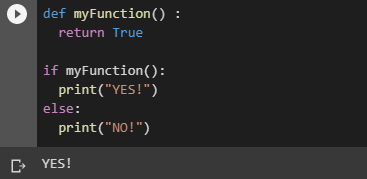 def myFunction() :
  return True

if myFunction():
  print("YES!")
else:
  print("NO!")
YES!